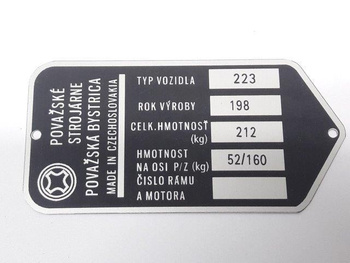 POVAŽSKÉ
STROJÁRNE
POVAŽSKÁ BYSTRICA
MADE IN CZECHOSLOVAKIA
TYP VOZIDLA 223
ROK VÝROBY 198
CELK. HMOTNOSŤ
(kg) 212
HMOTNOST
NA OSI P/Z (kg) 52/160
ČÍSLO RÁMU
A MOTORA